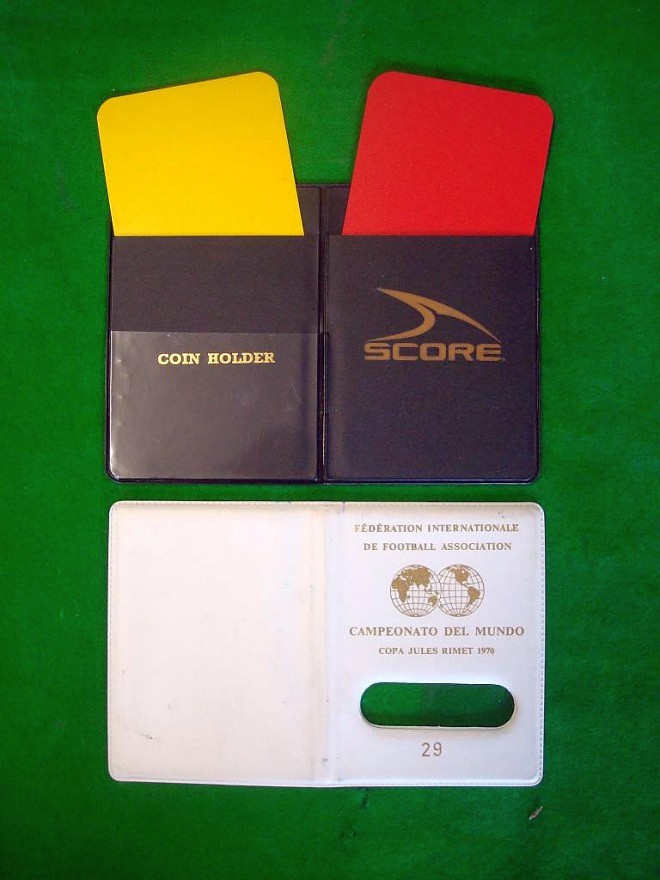 COIN HOLDER
SCORE
FÉDÉRATION INTERNATIONALE
DE FOOTBALL ASSOCIATION
CAMPEONATO DEL MUNDO
COPA JULES RIMET 1970
29